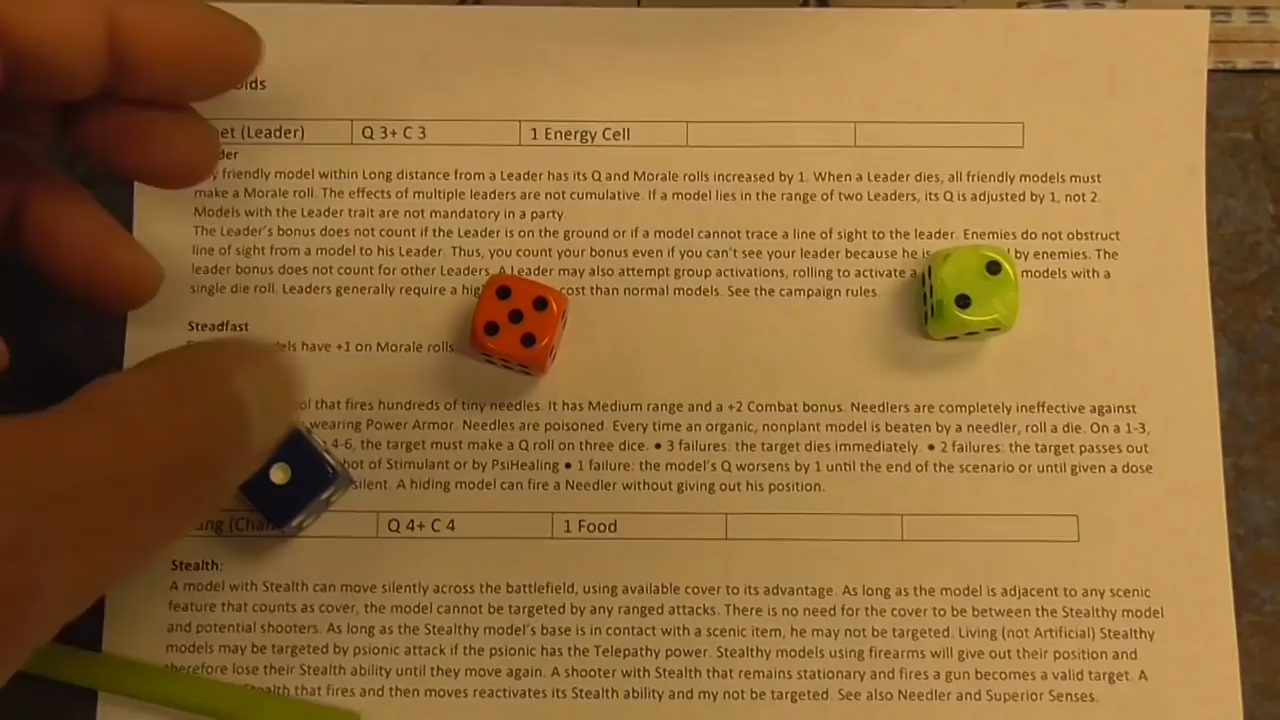 oids
et (Leader) Q 3+ C 3 1 Energy Cell
der
friendly model within Long distance from a Leader has its Q and Morale rolls increased by 1. When a Leader dies, all friendly models must
make a Morale roll. The effects of multiple leaders are not cumulative. If a model lies in the range of two Leaders, its Q is adjusted by 1, not 2.
Models with the Leader trait are not mandatory in a party.
The Leader's bonus does not count if the Leader is on the ground or if a model cannot trace a line of sight to the leader. Enemies do not obstruct
line of sight from a model to his Leader. Thus, you count your bonus even if you can't see your leader because he is by enemies. The
leader bonus does not count for other Leaders. A Leader may also attempt group activations, rolling to activate a models with a
single die roll. Leaders generally require a cost than normal models. See the campaign rules.
Steadfast
have +1 on Morale rolls
that fires hundreds of tiny needles. It has Medium range and a +2 Combat bonus. Needlers are completely ineffective against
wearing Power Armor. Needles are poisoned. Every time an organic, nonplant model is beaten by a needler, roll a die. On a 1-3,
4-6, the target must make a Q roll on three dice. • 3 failures: the target dies immediately. • 2 failures: the target passes out
of Stimulant or by PsiHealing • 1 failure: the model's Q worsens by 1 until the end of the scenario or until given a dose
silent. A hiding model can fire a Needler without giving out his position.
Q 4+ C 4 1 Food
Stealth:
A model with Stealth can move silently across the battlefield, using available cover to its advantage. As long as the model is adjacent to any scenic
feature that counts as cover, the model cannot be targeted by any ranged attacks. There is no need for the cover to be between the Stealthy model
and potential shooters. As long as the Stealthy model's base is in contact with a scenic item, he may not be targeted. Living (not Artificial) Stealthy
models may be targeted by psionic attack if the psionic has the Telepathy power. Stealthy models using firearms will give out their position and
therefore lose their Stealth ability until they move again. A shooter with Stealth that remains stationary and fires a gun becomes a valid target. A
Stealth that fires and then moves reactivates its Stealth ability and my not be targeted. See also Needler and Superior Senses.